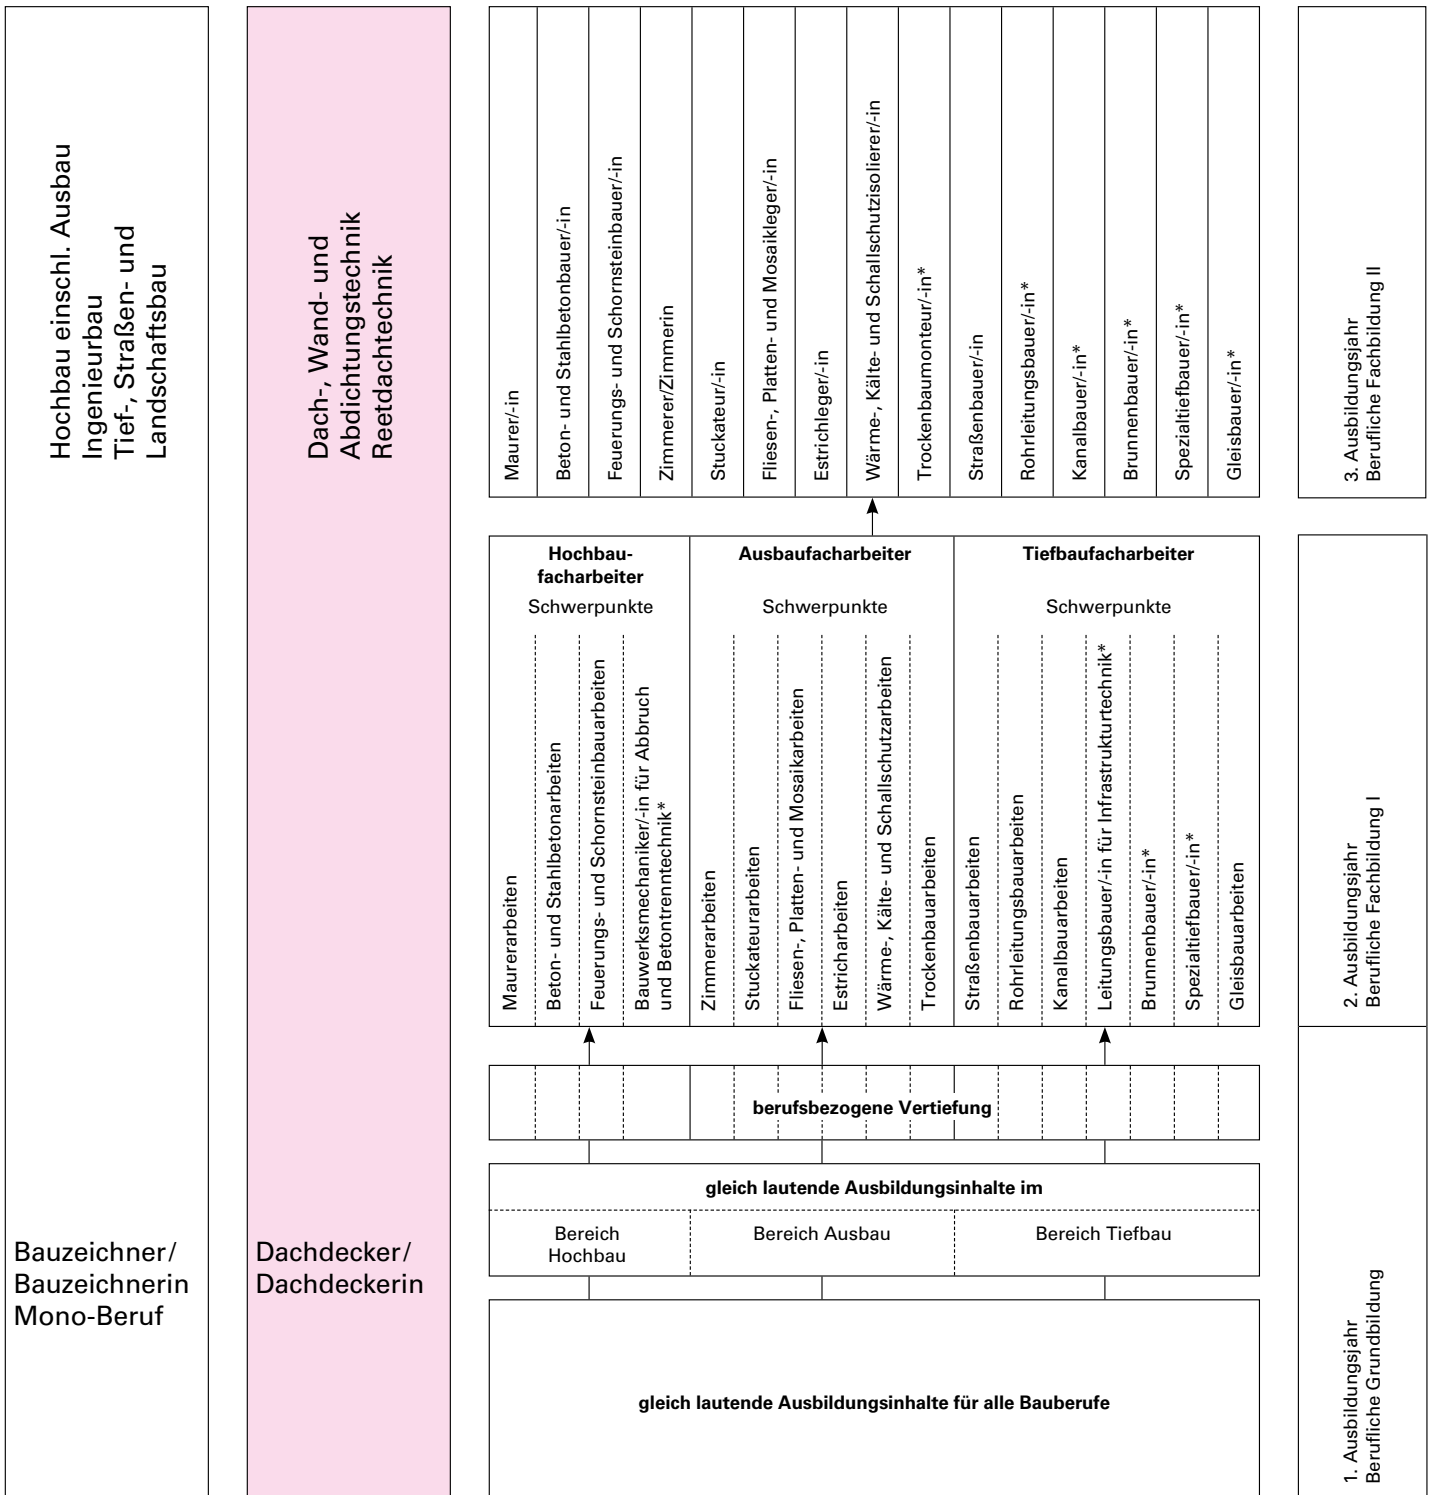 Hochbau einschl. Ausbau
Ingenieurbau
Tief-, Straßen- und
Landschaftsbau
Bauzeichner/
Bauzeichnerin
Mono-Beruf
Dach-, Wand- und
Abdichtungstechnik
Reetdachtechnik
Dachdecker/
Dachdeckerin
Maurer/-in
Beton- und Stahlbetonbauer/-in
Feuerungs- und Schornsteinbauer/-in
Zimmerer/Zimmerin
Stuckateur/-in
Fliesen-, Platten- und Mosaikleger/-in
Estrichleger/-in
Wärme-, Kälte- und Schallschutzisolierer/-in
Trockenbaumonteur/-in*
Straßenbauer/-in
Rohrleitungsbauer/-in*
Kanalbauer/-in*
Brunnenbauer/-in*
Spezialtiefbauer/-in*
Gleisbauer/-in*
3. Ausbildungsjahr
Berufliche Fachbildung II
Hochbau-
facharbeiter
Schwerpunkte
Maurerarbeiten
Beton- und Stahlbetonarbeiten
Feuerungs- und Schornsteinbauarbeiten
Bauwerksmechaniker/-in für Abbruch
und Betontrenntechnik*
Ausbaufacharbeiter
Schwerpunkte
Zimmerarbeiten
Stuckateurarbeiten
Fliesen-, Platten- und Mosaikarbeiten
Estricharbeiten
Wärme-, Kälte- und Schallschutzarbeiten
Trockenbauarbeiten
Tiefbaufacharbeiter
Schwerpunkte
Straßenbauarbeiten
Rohrleitungsbauarbeiten
Kanalbauarbeiten
Leitungsbauer/-in für Infrastrukturtechnik*
Brunnenbauer/-in*
Spezialtiefbauer/-in*
Gleisbauarbeiten
2. Ausbildungsjahr
Berufliche Fachbildung I
berufsbezogene Vertiefung
gleich lautende Ausbildungsinhalte im
Bereich
Hochbau
Bereich Ausbau
Bereich Tiefbau
gleich lautende Ausbildungsinhalte für alle Bauberufe
1. Ausbildungsjahr
Berufliche Grundbildung